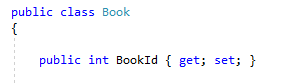 public class Book
{
public int BookId { get; set; }